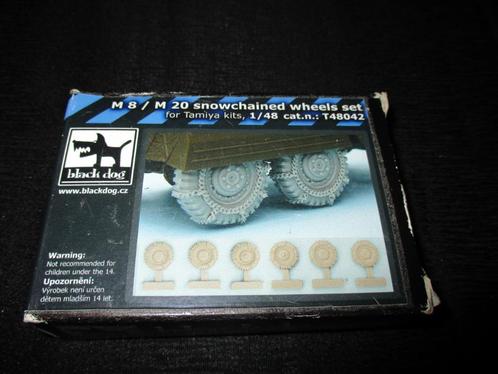 M 8 / M 20 snowchained wheels set
for Tamiya kits, 1/48 cat.n.: T48042
black dog
www.blackdog.cz
Warning:
Not recommended for
children under the 14.
Upozornění:
Výrobek není určen
dětem mladším 14 let.